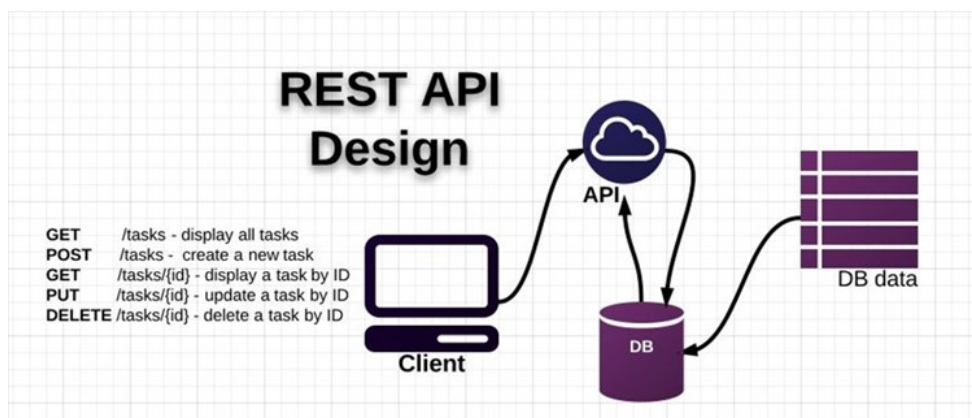 REST API
Design
GET /tasks - display all tasks
POST /tasks - create a new task
GET /tasks/{id} - display a task by ID
PUT /tasks/{id} - update a task by ID
DELETE /tasks/{id} - delete a task by ID
Client
API
DB
DB data